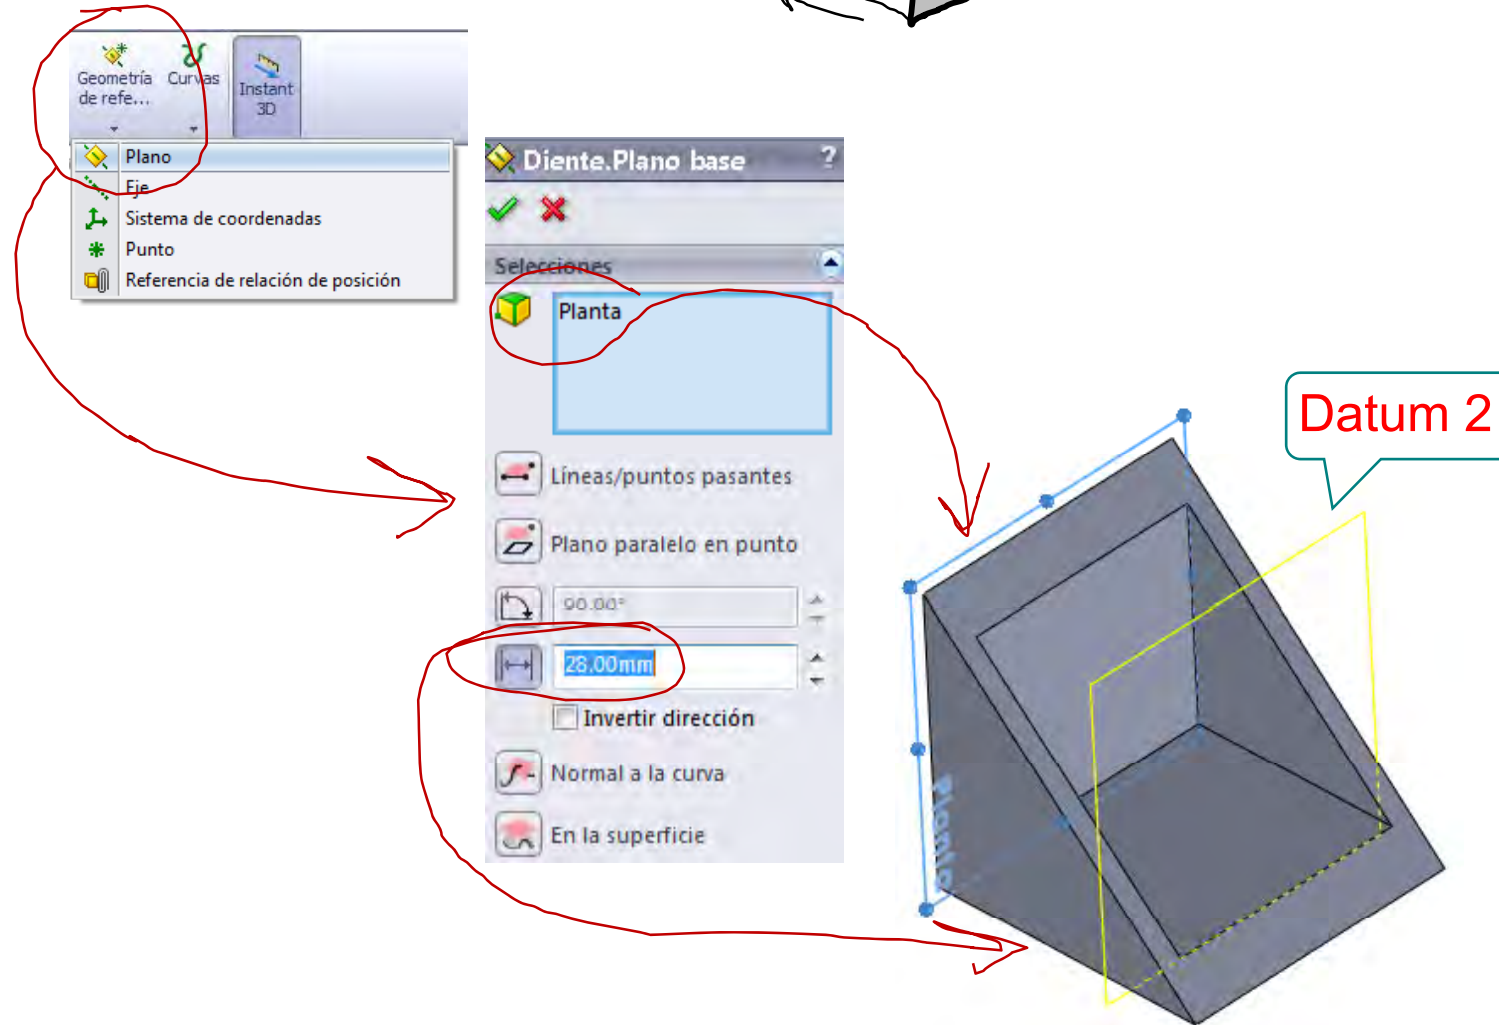 Geometría
de refe...
Curvas
Instant
3D
Plano
Eje
Sistema de coordenadas
Punto
Referencia de relación de posición
Diente.Plano base ?
Selecciones
Planta
Líneas/puntos pasantes
Plano paralelo en punto
90.00°
28.00mm
Invertir dirección
Normal a la curva
En la superficie
Datum 2
Planta